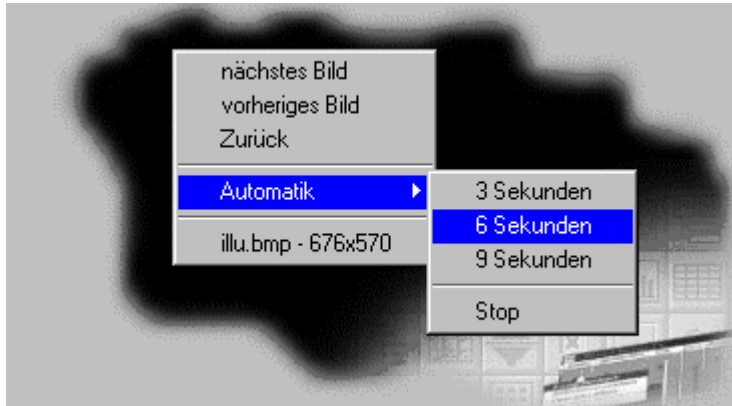 nächstes Bild
vorheriges Bild
Zurück
Automatik
illu.bmp - 676x570
3 Sekunden
6 Sekunden
9 Sekunden
Stop